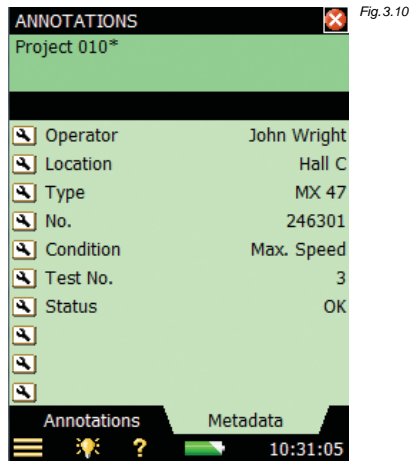 ANNOTATIONS
Fig.3.10
Project 010*
Operator John Wright
Location Hall C
Type MX 47
No. 246301
Condition Max. Speed
Test No. 3
Status OK
Annotations Metadata
? 10:31:05